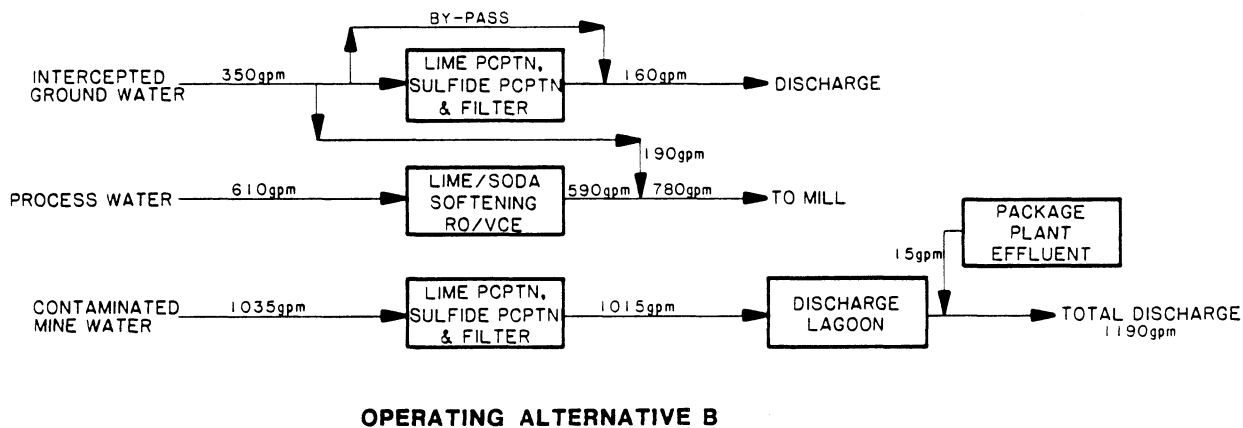 BY-PASS
INTERCEPTED
GROUND WATER
350gpm
LIME PCPTN,
SULFIDE PCPTN
& FILTER
160gpm
DISCHARGE
190gpm
PROCESS WATER
610gpm
LIME/SODA
SOFTENING
RO/VCE
590gpm
780gpm
TO MILL
PACKAGE
PLANT
EFFLUENT
15gpm
CONTAMINATED
MINE WATER
1035gpm
LIME PCPTN,
SULFIDE PCPTN
& FILTER
1015gpm
DISCHARGE
LAGOON
TOTAL DISCHARGE
1190gpm
OPERATING ALTERNATIVE B